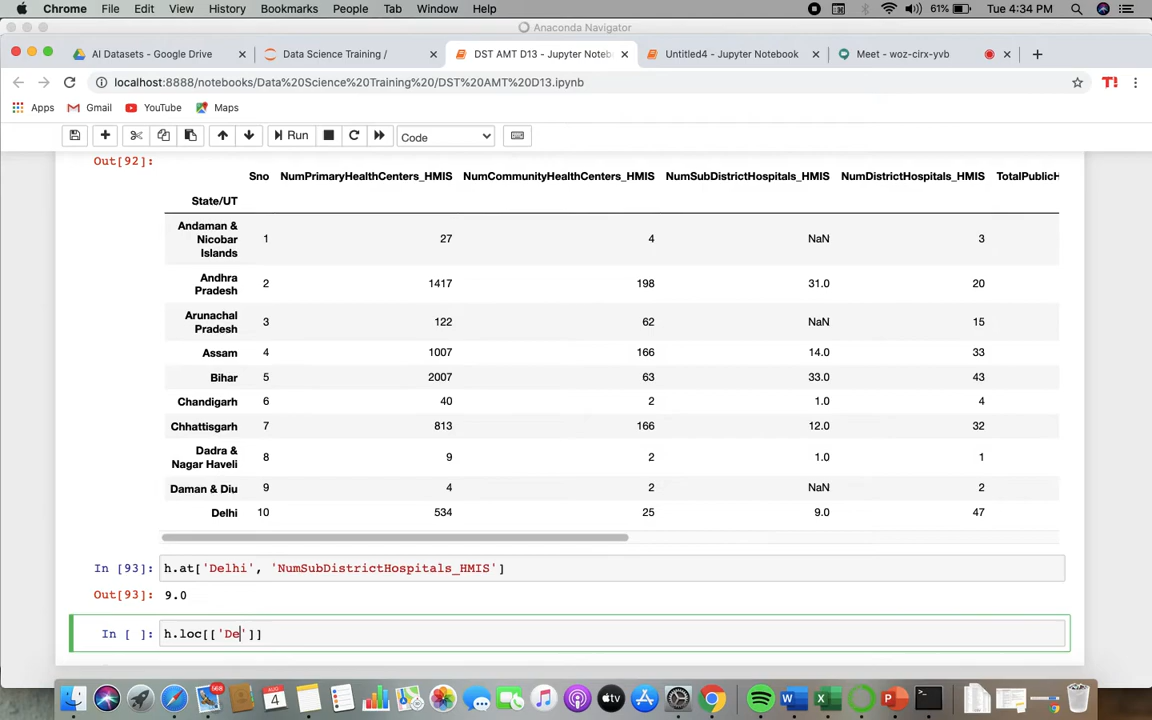 Chrome File Edit View History Bookmarks People Tab Window Help 61% Tue 4:34 PM
Anaconda Navigator
AI Datasets - Google Drive Data Science Training / DST AMT D13 - Jupyter Noteb Untitled4 - Jupyter Notebook Meet - woz-cirx-yvb
localhost:8888/notebooks/Data%20Science%20Training%20/DST%20AMT%20D13.ipynb
Apps Gmail YouTube Maps
Run Code
Out[92]:
Sno NumPrimaryHealthCenters_HMIS NumCommunityHealthCenters_HMIS NumSubDistrictHospitals_HMIS NumDistrictHospitals_HMIS TotalPublicH
State/UT
Andaman &
Nicobar 1 27 4 NaN 3
Islands
Andhra
Pradesh 2 1417 198 31.0 20
Arunachal
Pradesh 3 122 62 NaN 15
Assam 4 1007 166 14.0 33
Bihar 5 2007 63 33.0 43
Chandigarh 6 40 2 1.0 4
Chhattisgarh 7 813 166 12.0 32
Dadra &
Nagar Haveli 8 9 2 1.0 1
Daman & Diu 9 4 2 NaN 2
Delhi 10 534 25 9.0 47
In [93]: h.at['Delhi', 'NumSubDistrictHospitals_HMIS']
Out[93]: 9.0
In [ ]: h.loc[['De']]